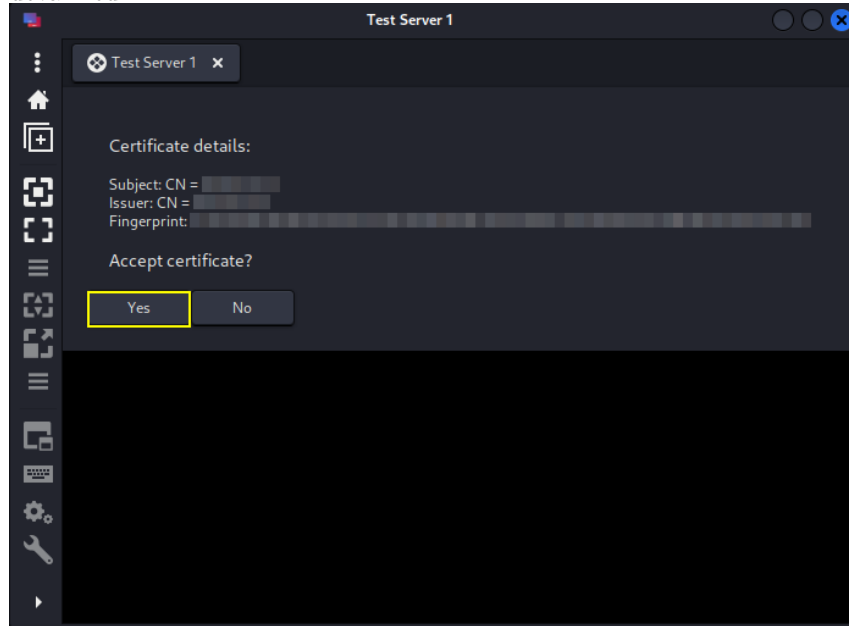 Test Server 1
Test Server 1
Certificate details:
Subject: CN =
Issuer: CN =
Fingerprint:
Accept certificate?
Yes
No